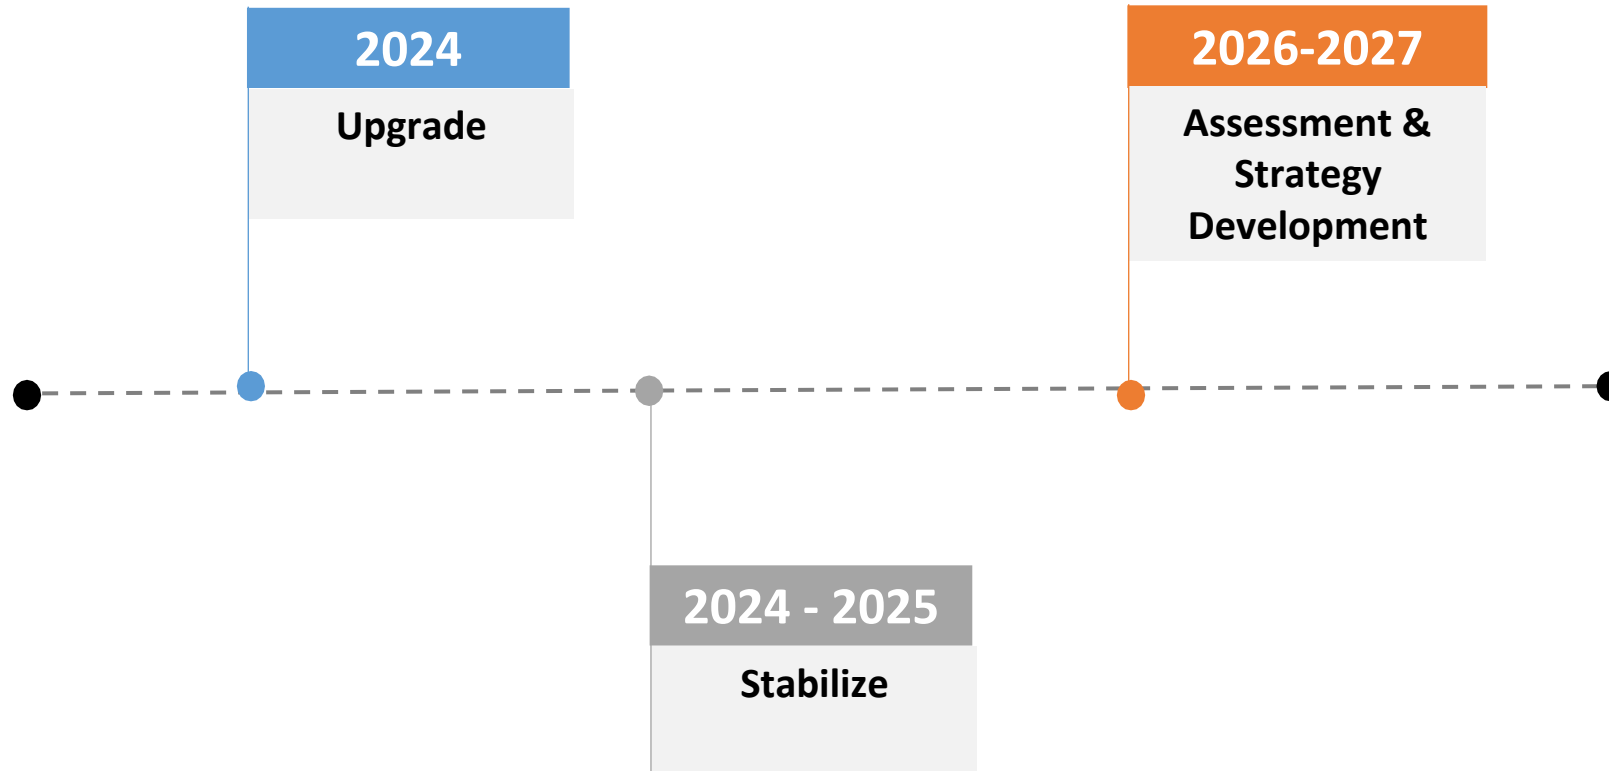 2024
Upgrade
2026-2027
Assessment &
Strategy
Development
2024 - 2025
Stabilize